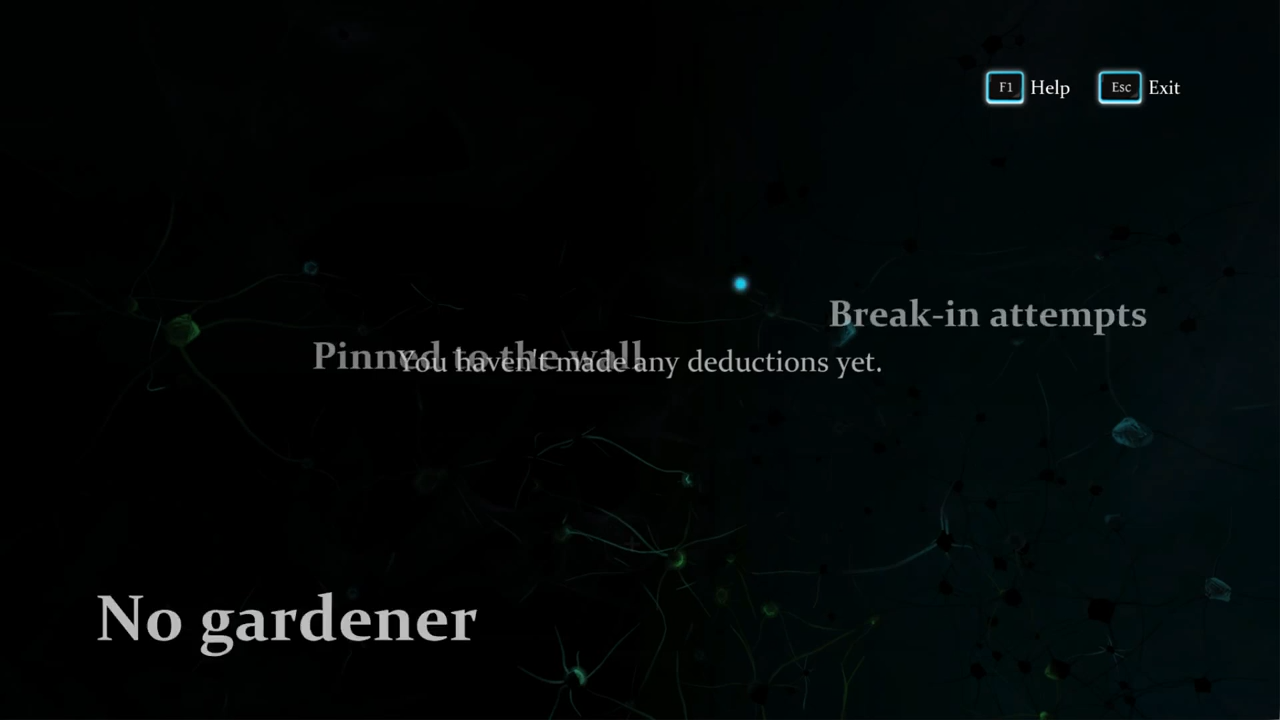 F1 Help Esc Exit
Break-in attempts
Pinned to the wall
You haven't made any deductions yet.
No gardener